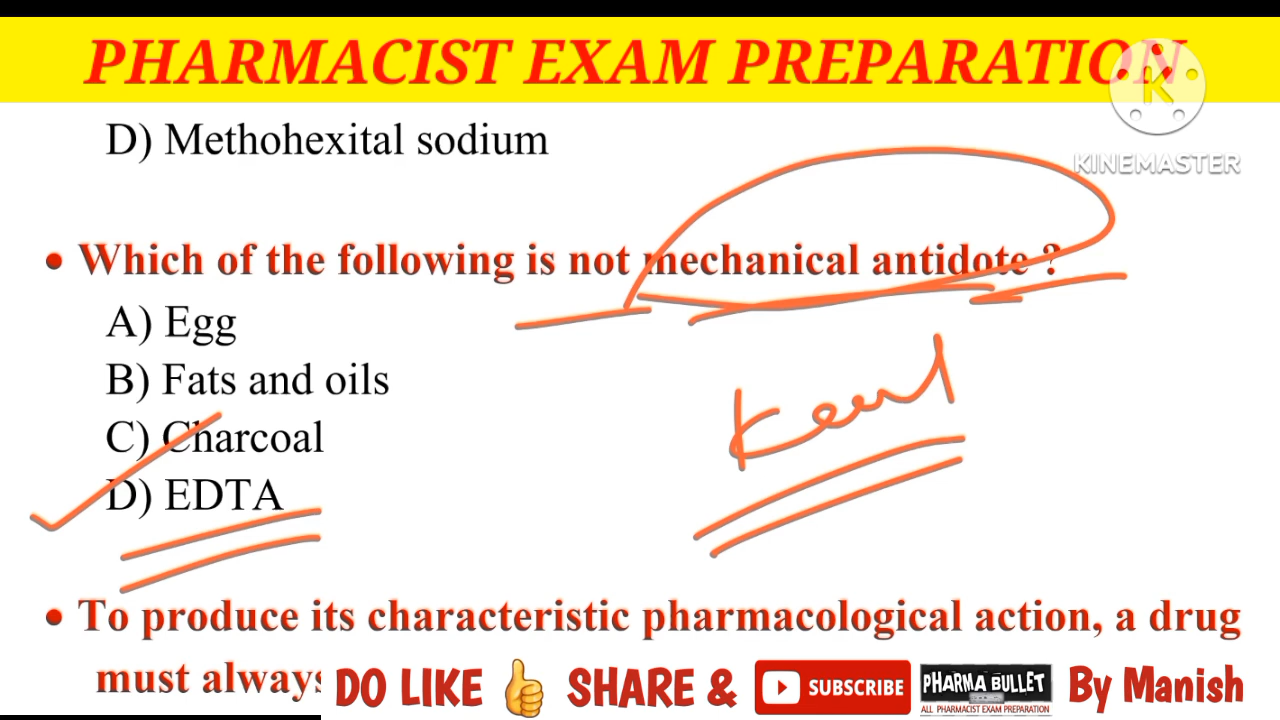 PHARMACIST EXAM PREPARATION
K
KINEMASTER
D) Methohexital sodium
• Which of the following is not mechanical antidote ?
A) Egg
B) Fats and oils
C) Charcoal
D) EDTA
• To produce its characteristic pharmacological action, a drug
must always
DO LIKE SHARE & SUBSCRIBE PHARMA BULLET By Manish
ALL PHARMACIST EXAM PREPARATION